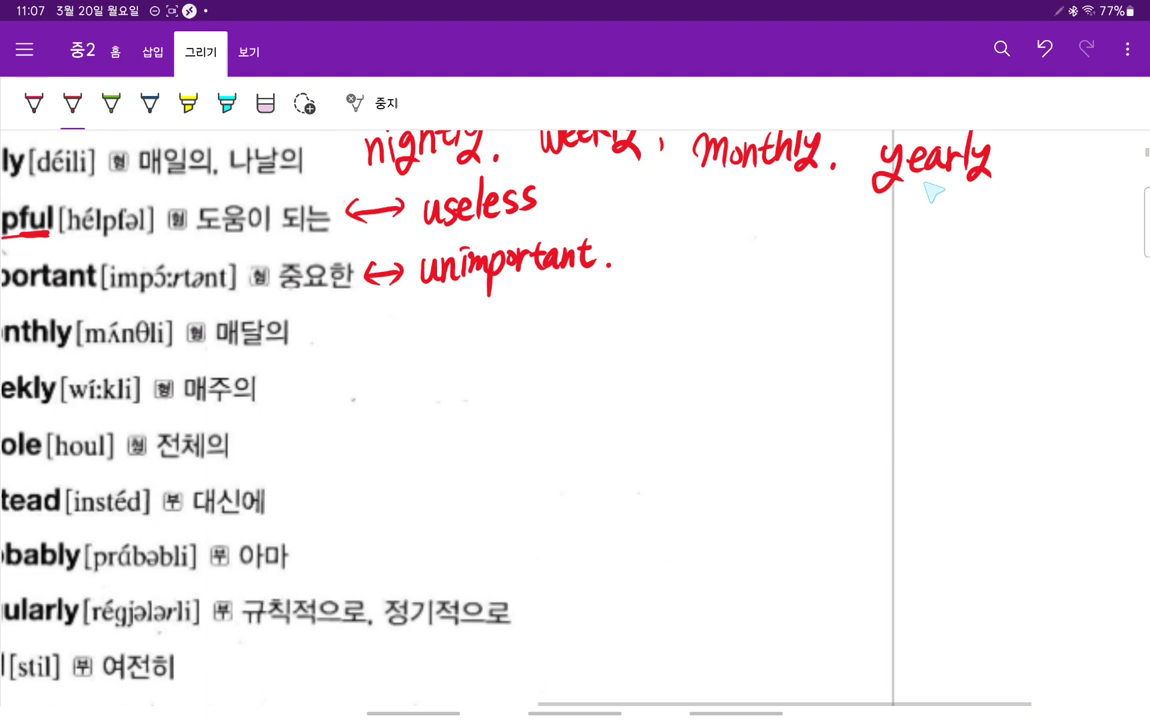 11:07 3월 20일 월요일 77%
중2 홈 삽입 그리기 보기
중지
nightly. weekly, monthly. yearly
ly[déili] 형 매일의, 나날의
pful[hélpfəl] 형 도움이 되는 ↔ useless
portant[impɔ́ːrtənt] 형 중요한 ↔ unimportant.
nthly[mʌ́nθli] 형 매달의
ekly[wíːkli] 형 매주의
ole[houl] 형 전체의
tead[instéd] 부 대신에
bably[prɑ́bəbli] 부 아마
ularly[régjələrli] 부 규칙적으로, 정기적으로
l[stil] 부 여전히